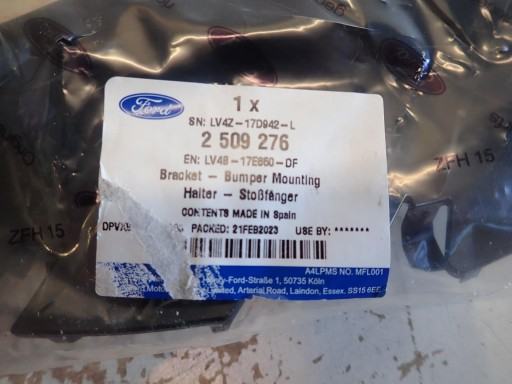 Ford
1 x
SN: LV4Z-17D942-L
2 509 276
EN: LV4B-17E860-DF
Bracket - Bumper Mounting
Halter - Stoßfänger
CONTENTS MADE IN Spain
PACKED: 21FEB2023 USE BY: *******
A4LPMS NO. MFL001
Henry-Ford-Straße 1, 50735 Köln
Limited, Arterial Road, Laindon, Essex. SS15 6EF
ZFH 15
ZFH 15